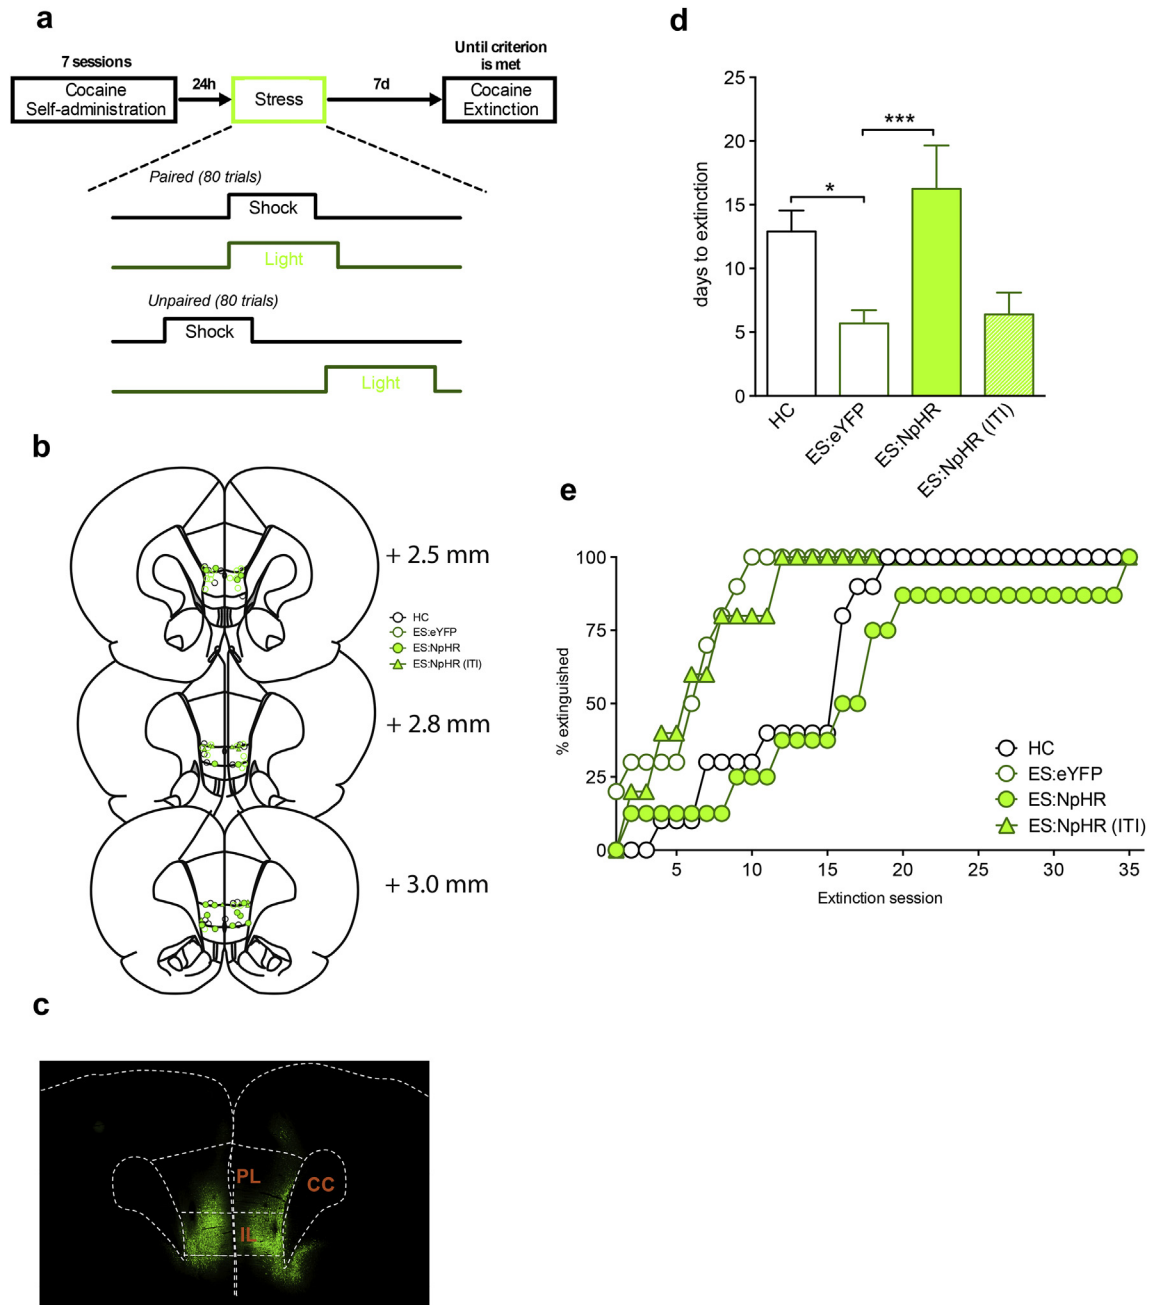 a
7 sessions
Cocaine
Self-administration
24h
Stress
7d
Until criterion
is met
Cocaine
Extinction
Paired (80 trials)
Shock
Light
Unpaired (80 trials)
Shock
Light
b
+ 2.5 mm
HC
ES:eYFP
ES:NpHR
ES:NpHR (ITI)
+ 2.8 mm
+ 3.0 mm
c
PL
CC
IL
d
days to extinction
25
20
15
10
5
0
*
***
HC
ES:eYFP
ES:NpHR
ES:NpHR (ITI)
e
% extinguished
100
75
50
25
0
5 10 15 20 25 30 35
Extinction session
HC
ES:eYFP
ES:NpHR
ES:NpHR (ITI)